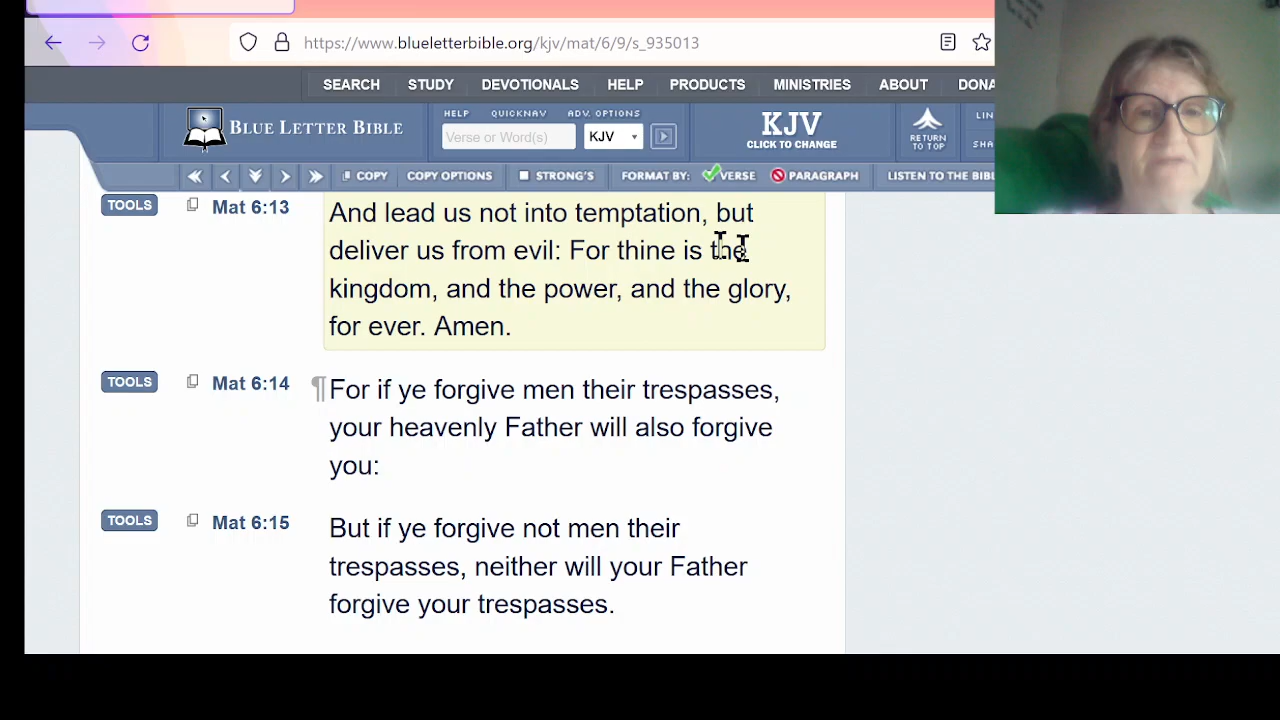 https://www.blueletterbible.org/kjv/mat/6/9/s_935013
SEARCH STUDY DEVOTIONALS HELP PRODUCTS MINISTRIES ABOUT DONA
HELP QUICKNAV ADV. OPTIONS
BLUE LETTER BIBLE
Verse or Word(s) KJV
KJV
CLICK TO CHANGE
RETURN
TO TOP
LIN
SHA
COPY COPY OPTIONS STRONG'S FORMAT BY: VERSE PARAGRAPH LISTEN TO THE BIBL
TOOLS Mat 6:13 And lead us not into temptation, but
deliver us from evil: For thine is the
kingdom, and the power, and the glory,
for ever. Amen.
TOOLS Mat 6:14 ¶For if ye forgive men their trespasses,
your heavenly Father will also forgive
you:
TOOLS Mat 6:15 But if ye forgive not men their
trespasses, neither will your Father
forgive your trespasses.